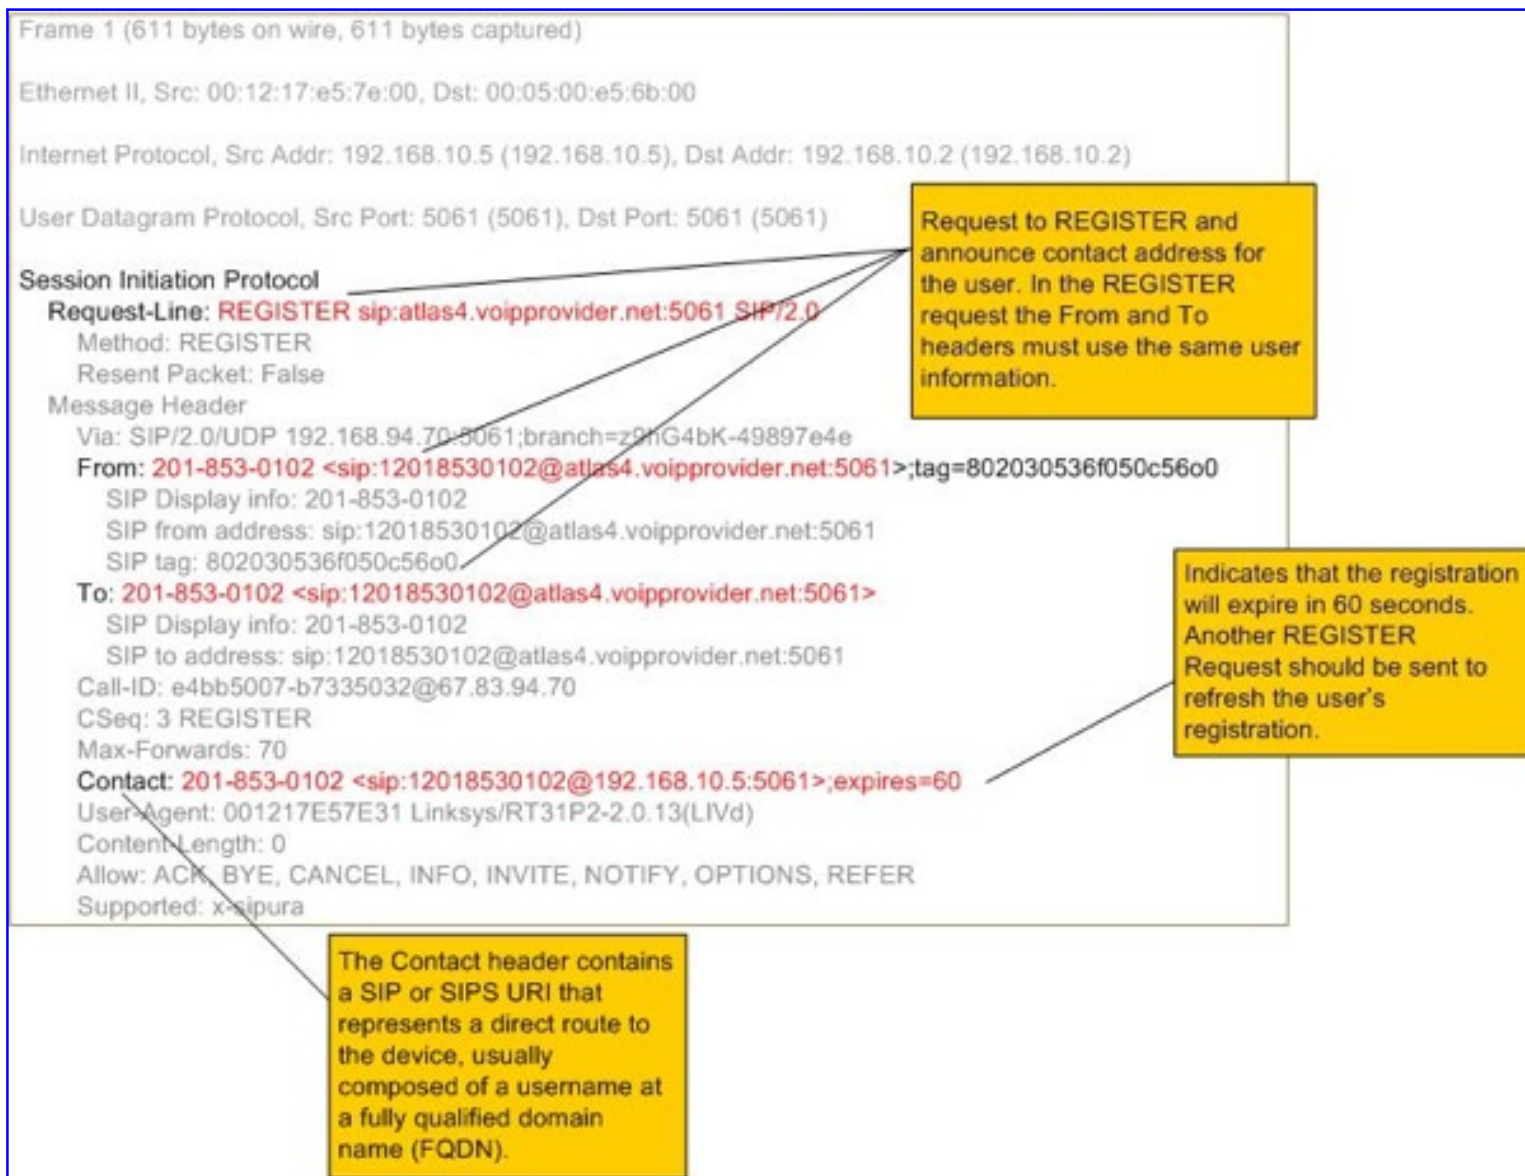 Frame 1 (611 bytes on wire, 611 bytes captured)
Ethernet II, Src: 00:12:17:e5:7e:00, Dst: 00:05:00:e5:6b:00
Internet Protocol, Src Addr: 192.168.10.5 (192.168.10.5), Dst Addr: 192.168.10.2 (192.168.10.2)
User Datagram Protocol, Src Port: 5061 (5061), Dst Port: 5061 (5061)
Session Initiation Protocol
Request-Line: REGISTER sip:atlas4.voipprovider.net:5061 SIP/2.0
Method: REGISTER
Resent Packet: False
Message Header
Via: SIP/2.0/UDP 192.168.94.70:5061;branch=z9hG4bK-49897e4e
From: 201-853-0102 <sip:12018530102@atlas4.voipprovider.net:5061>;tag=802030536f050c56o0
SIP Display info: 201-853-0102
SIP from address: sip:12018530102@atlas4.voipprovider.net:5061
SIP tag: 802030536f050c56o0
To: 201-853-0102 <sip:12018530102@atlas4.voipprovider.net:5061>
SIP Display info: 201-853-0102
SIP to address: sip:12018530102@atlas4.voipprovider.net:5061
Call-ID: e4bb5007-b7335032@67.83.94.70
CSeq: 3 REGISTER
Max-Forwards: 70
Contact: 201-853-0102 <sip:12018530102@192.168.10.5:5061>;expires=60
User-Agent: 001217E57E31 Linksys/RT31P2-2.0.13(LIVd)
Content-Length: 0
Allow: ACK, BYE, CANCEL, INFO, INVITE, NOTIFY, OPTIONS, REFER
Supported: x-sipura
Request to REGISTER and
announce contact address for
the user. In the REGISTER
request the From and To
headers must use the same user
information.
Indicates that the registration
will expire in 60 seconds.
Another REGISTER
Request should be sent to
refresh the user's
registration.
The Contact header contains
a SIP or SIPS URI that
represents a direct route to
the device, usually
composed of a username at
a fully qualified domain
name (FQDN).